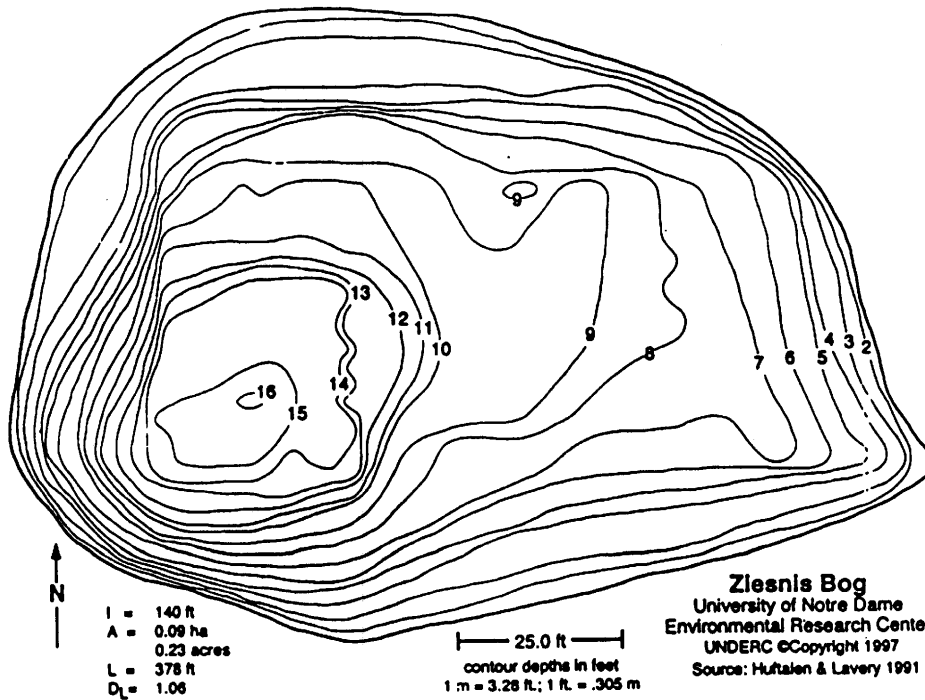 9
13
12
11
10
9
8
7
6
5
4
3
2
14
16
15
N
l = 140 ft
A = 0.09 ha
0.23 acres
L = 378 ft
DL= 1.06
25.0 ft
contour depths in feet
1 m = 3.28 ft.; 1 ft. = .305 m
Ziesnis Bog
University of Notre Dame
Environmental Research Cente
UNDERC ©Copyright 1997
Source: Huftalen & Lavery 1991